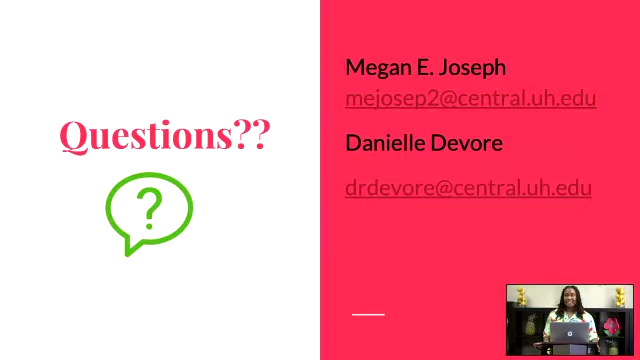 Questions??
?
Megan E. Joseph
mejosep2@central.uh.edu
Danielle Devore
drdevore@central.uh.edu